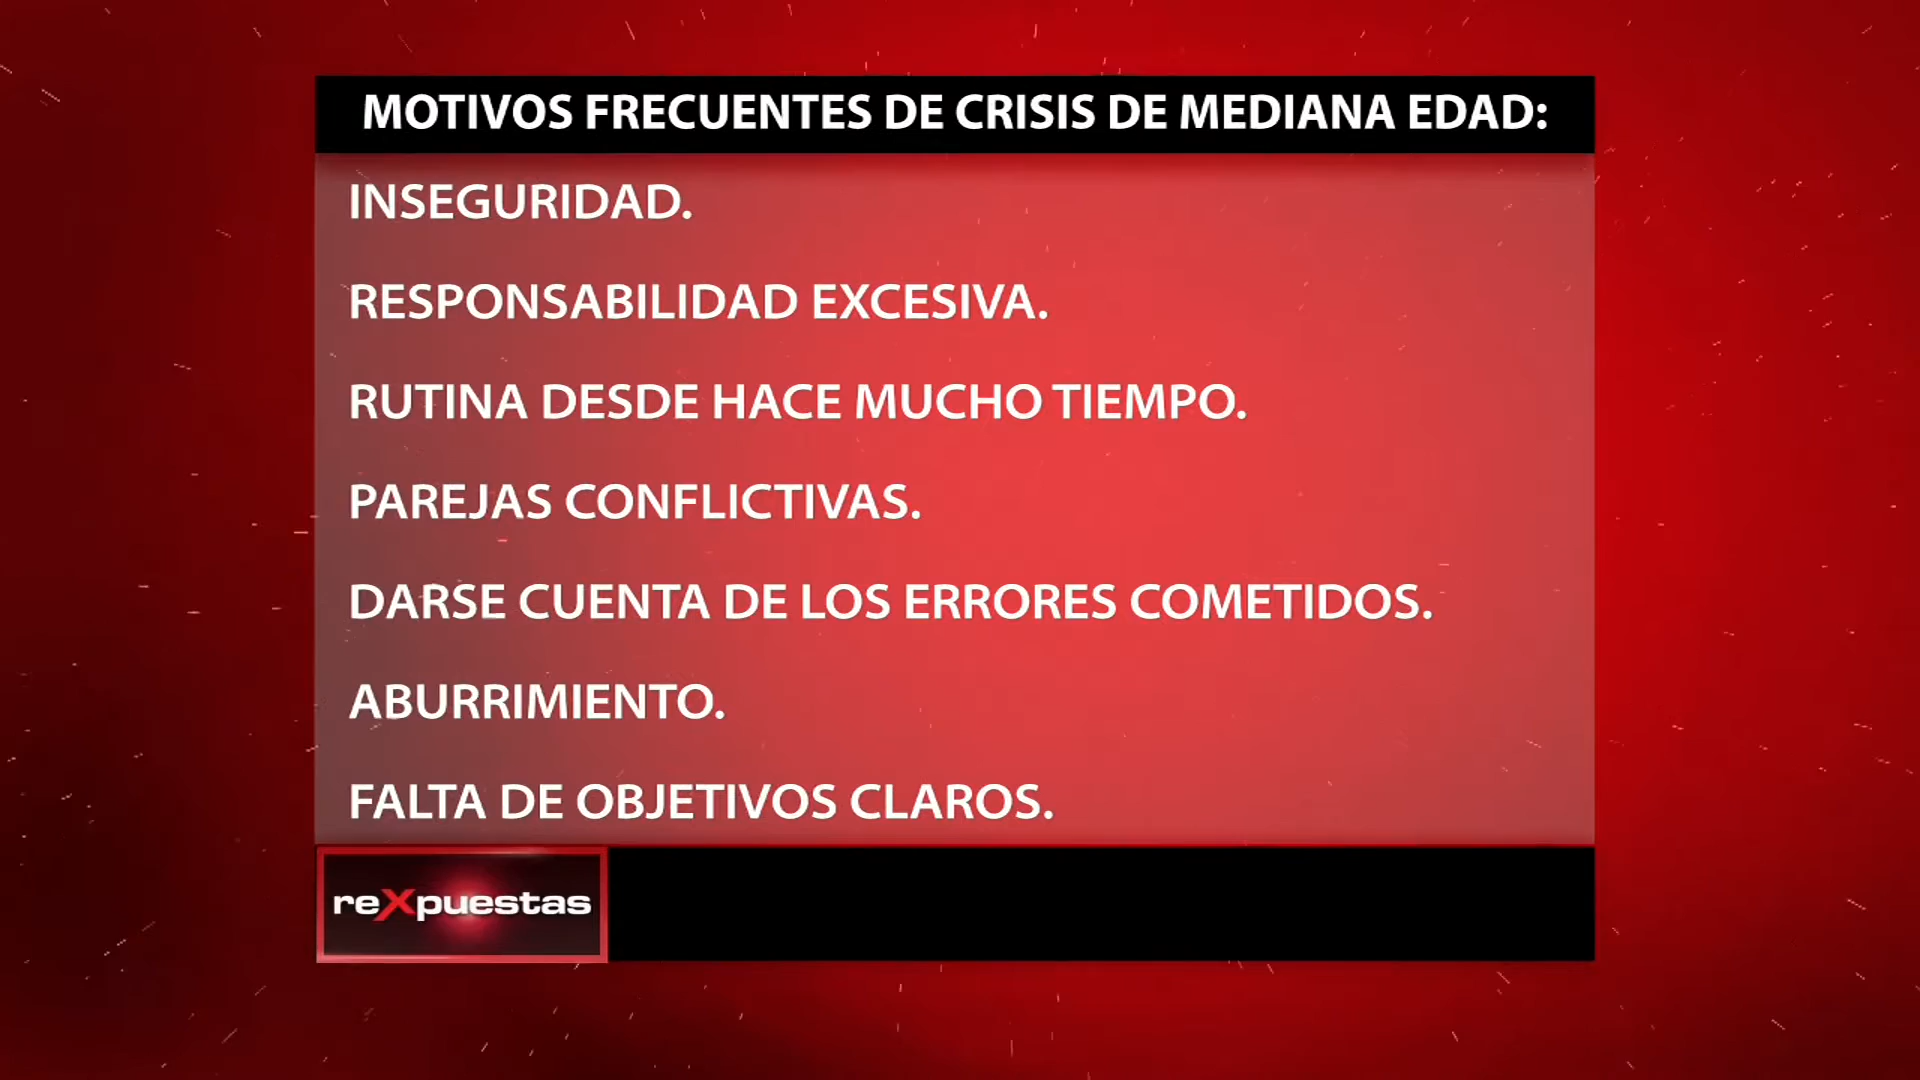 MOTIVOS FRECUENTES DE CRISIS DE MEDIANA EDAD:
INSEGURIDAD.
RESPONSABILIDAD EXCESIVA.
RUTINA DESDE HACE MUCHO TIEMPO.
PAREJAS CONFLICTIVAS.
DARSE CUENTA DE LOS ERRORES COMETIDOS.
ABURRIMIENTO.
FALTA DE OBJETIVOS CLAROS.
reXpuestas